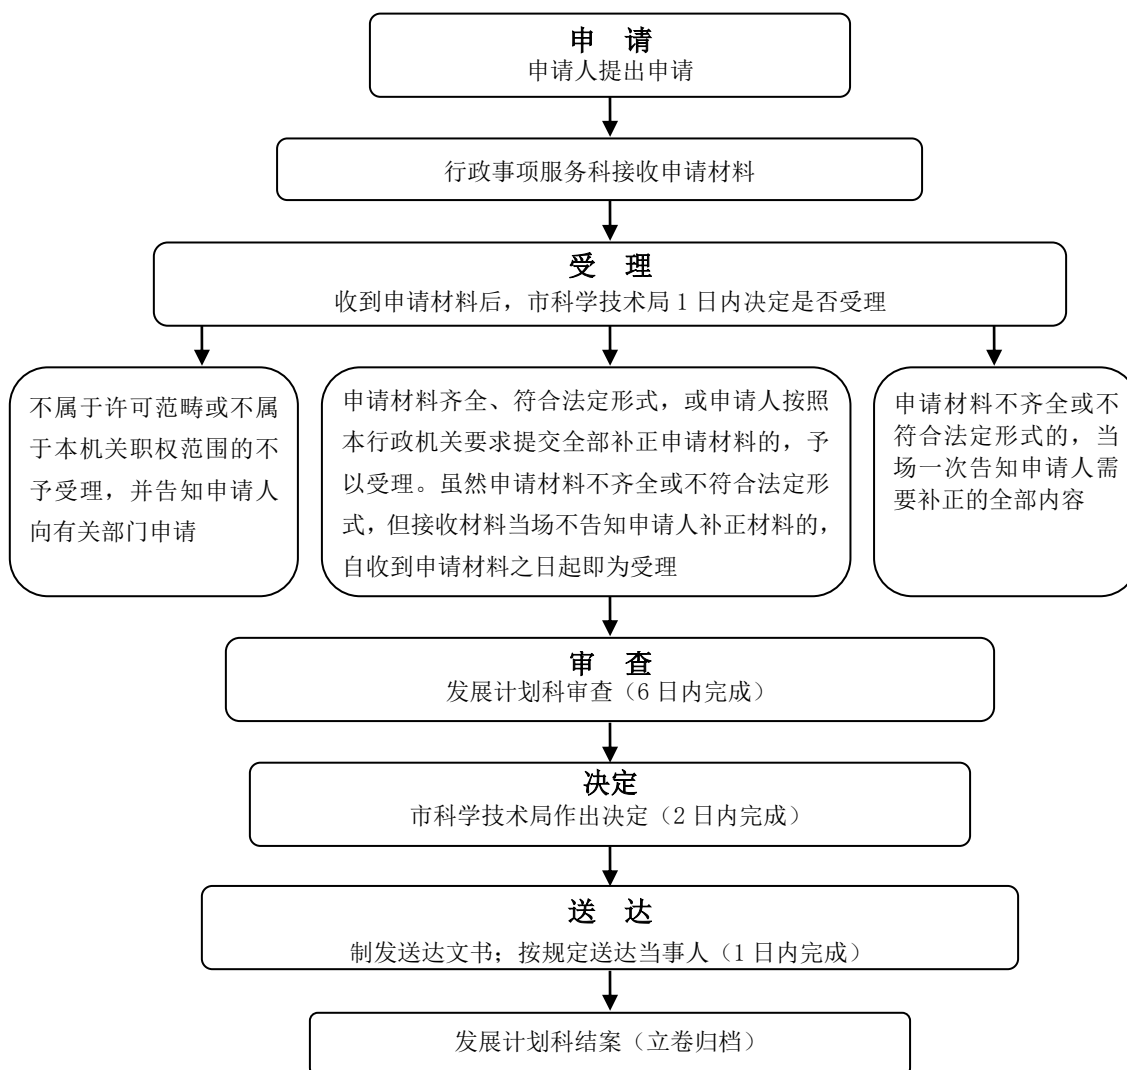 申　请
申请人提出申请
行政事项服务科接收申请材料
受　理
收到申请材料后，市科学技术局 1 日内决定是否受理
不属于许可范畴或不属
于本机关职权范围的不
予受理，并告知申请人
向有关部门申请
申请材料齐全、符合法定形式，或申请人按照
本行政机关要求提交全部补正申请材料的，予
以受理。虽然申请材料不齐全或不符合法定形
式，但接收材料当场不告知申请人补正材料的，
自收到申请材料之日起即为受理
申请材料不齐全或不
符合法定形式的，当
场一次告知申请人需
要补正的全部内容
审　查
发展计划科审查（6 日内完成）
决定
市科学技术局作出决定（2 日内完成）
送　达
制发送达文书；按规定送达当事人（1 日内完成）
发展计划科结案（立卷归档）